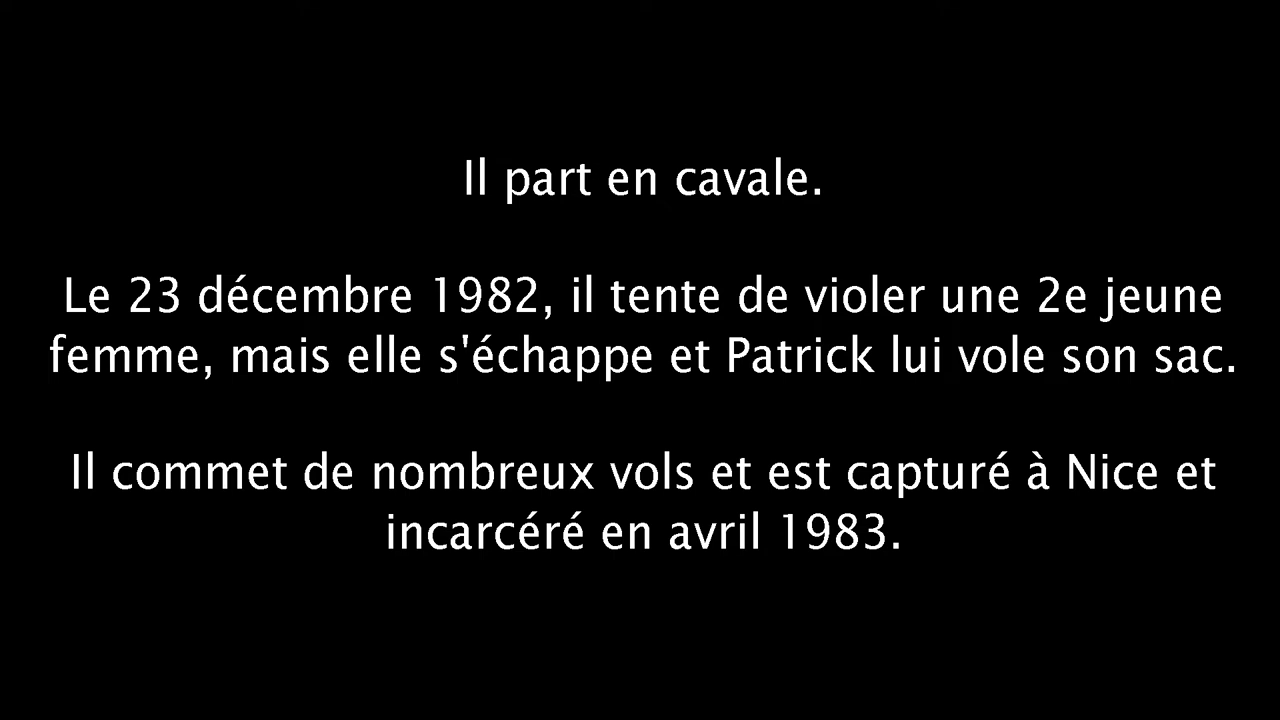 Il part en cavale.
Le 23 décembre 1982, il tente de violer une 2e jeune
femme, mais elle s'échappe et Patrick lui vole son sac.
Il commet de nombreux vols et est capturé à Nice et
incarcéré en avril 1983.